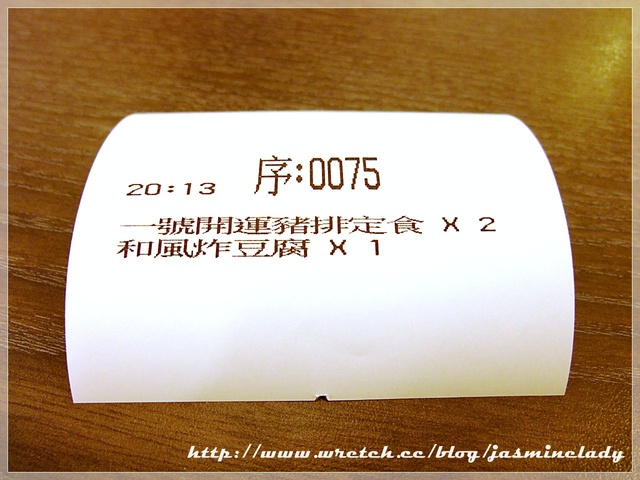 20:13 序:0075
一號開運豬排定食 X 2
和風炸豆腐 X 1
http://www.wretch.cc/blog/jasminelady